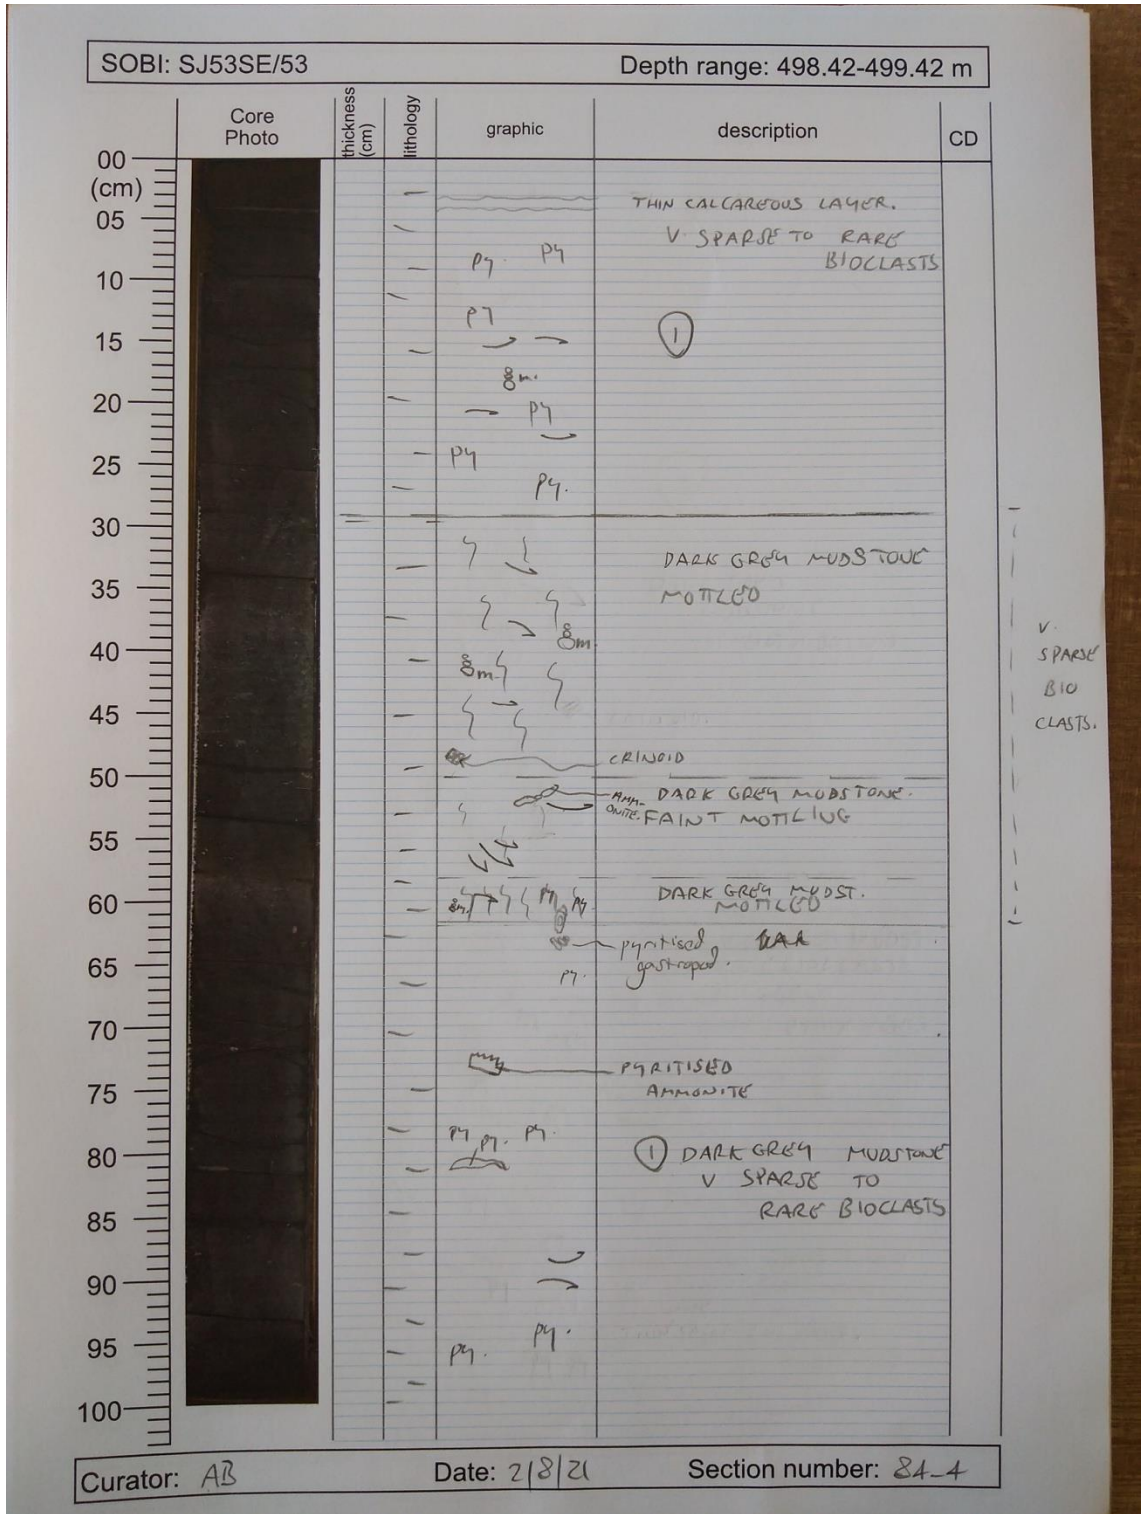 SOBI: SJ53SE/53 Depth range: 498.42-499.42 m
Core Photo thickness (cm) lithology graphic description CD
00
(cm)
THIN CALCAREOUS LAYER.
05
V. SPARSE TO RARE
py. py
BIOCLASTS
10
py
15 1
m.
20
py
25 py
py.
30
DARK GREY MUDSTONE
35
MOTTLED
m V.
40 SPARSE
m
BIO
45 CLASTS.
CRINOID
50
AMM-ONITE. DARK GREY MUDSTONE.
FAINT MOTTLING
55
DARK GREY MUDST.
60 m. py py MOTTLED
pyritised
65 gastropod.
py.
70
PYRITISED
75 AMMONITE
py py. py.
80 1 DARK GREY MUDSTONE
V SPARSE TO
85 RARE BIOCLASTS
90
py.
95 py.
100
Curator: AB Date: 2/8/21 Section number: 84_4